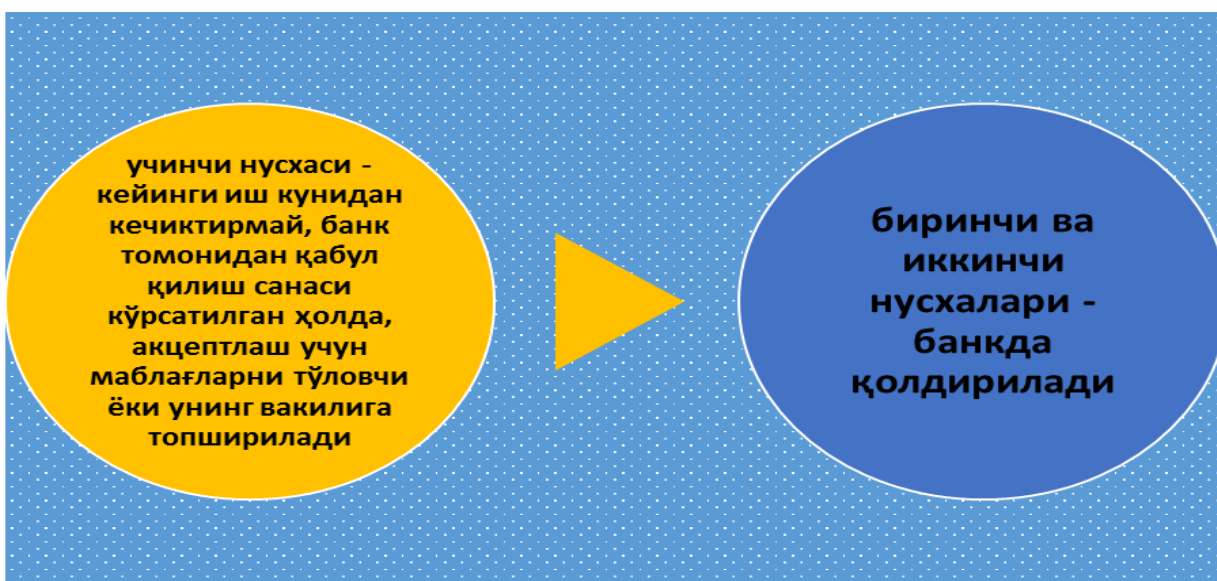 учинчи нусхаси -
кейинги иш кунидан
кечиктирмай, банк
томонидан қабул
қилиш санаси
кўрсатилган ҳолда,
акцептлаш учун
маблағларни тўловчи
ёки унинг вакилига
топширилади
биринчи ва
иккинчи
нусхалари -
банкда
қолдирилади